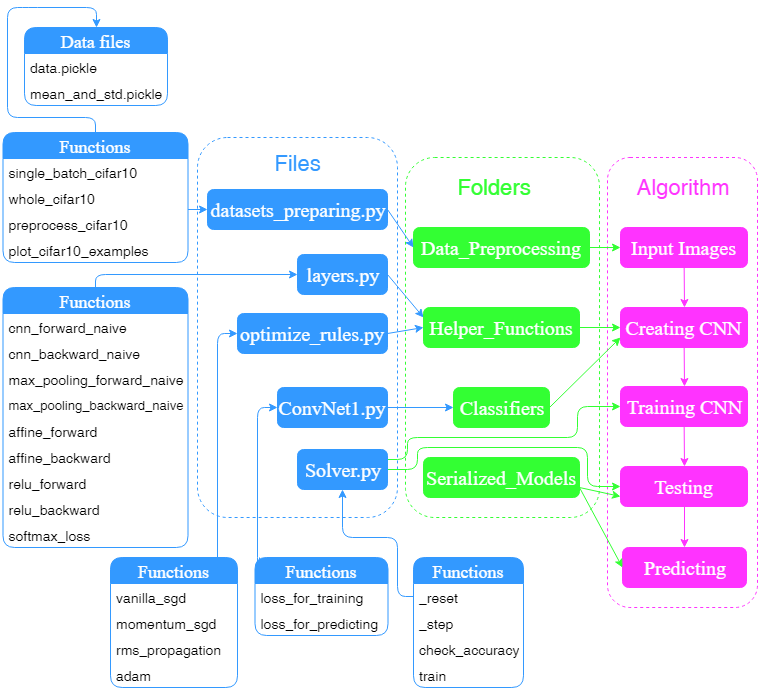 Data files
data.pickle
mean_and_std.pickle
Functions
single_batch_cifar10
whole_cifar10
preprocess_cifar10
plot_cifar10_examples
Functions
cnn_forward_naive
cnn_backward_naive
max_pooling_forward_naive
max_pooling_backward_naive
affine_forward
affine_backward
relu_forward
relu_backward
softmax_loss
Files
datasets_preparing.py
layers.py
optimize_rules.py
ConvNet1.py
Solver.py
Folders
Data_Preprocessing
Helper_Functions
Classifiers
Serialized_Models
Algorithm
Input Images
Creating CNN
Training CNN
Testing
Predicting
Functions
vanilla_sgd
momentum_sgd
rms_propagation
adam
Functions
loss_for_training
loss_for_predicting
Functions
_reset
_step
check_accuracy
train